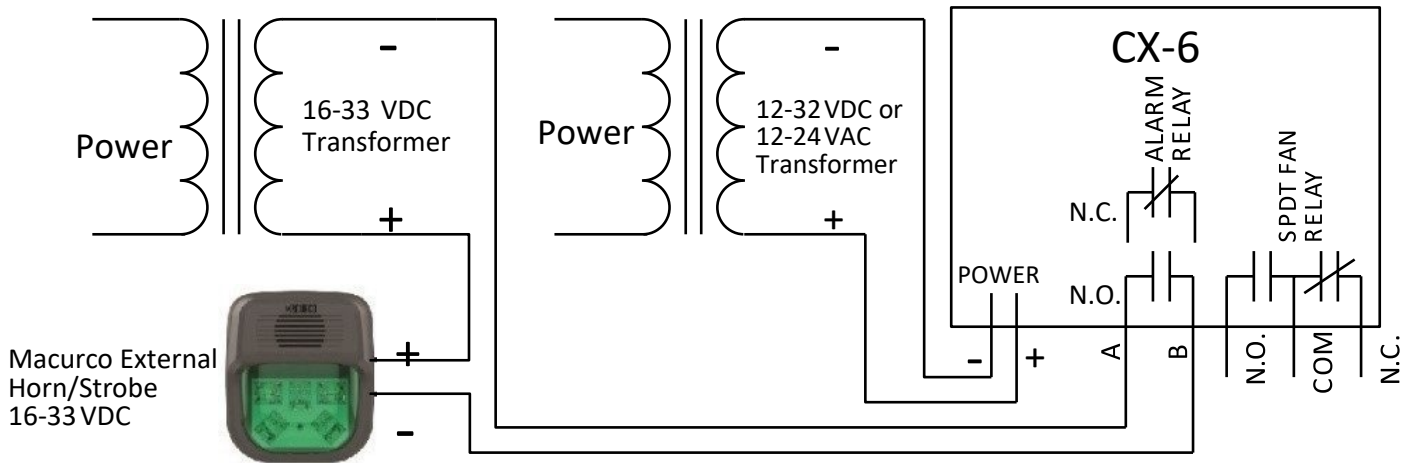 Power
-
16-33 VDC
Transformer
+
Power
-
12-32 VDC or
12-24 VAC
Transformer
+
CX-6
ALARM
RELAY
N.C.
SPDT FAN
RELAY
POWER
N.O.
-
+
A
B
N.O.
COM
N.C.
Macurco External
Horn/Strobe
16-33 VDC
+
-